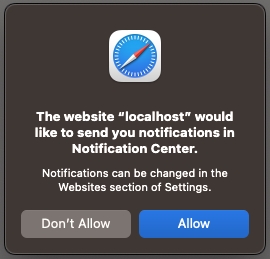 The website “localhost” would
like to send you notifications in
Notification Center.
Notifications can be changed in the
Websites section of Settings.
Don’t Allow
Allow